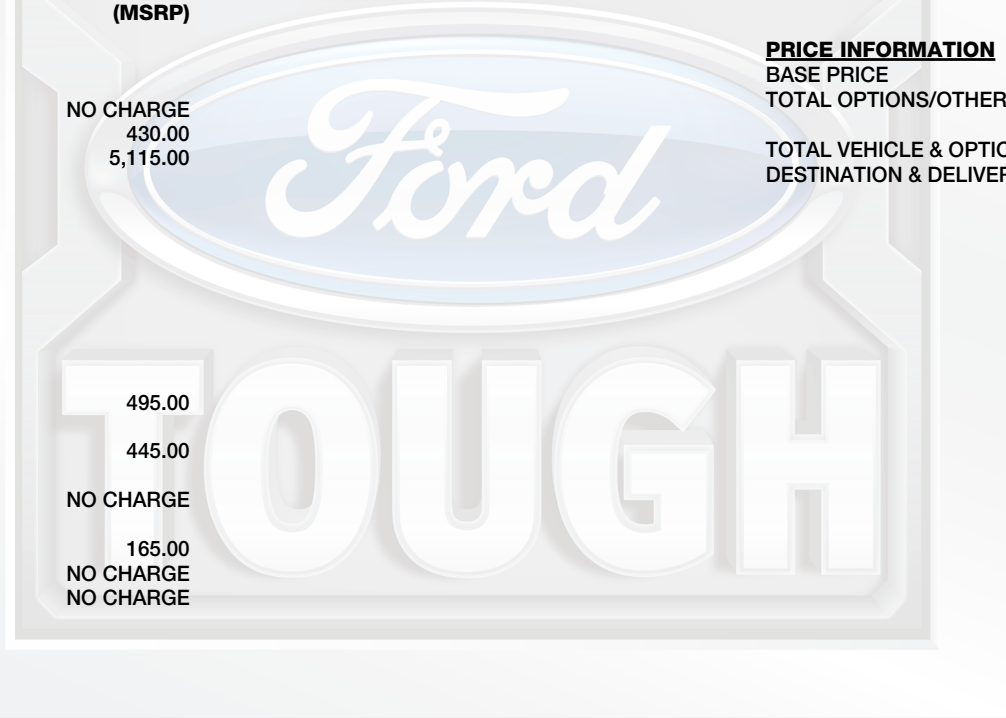 (MSRP)
NO CHARGE
430.00
5,115.00
495.00
445.00
NO CHARGE
165.00
NO CHARGE
NO CHARGE
PRICE INFORMATION
BASE PRICE
TOTAL OPTIONS/OTHER
TOTAL VEHICLE & OPTIO
DESTINATION & DELIVER
Ford
TOUGH